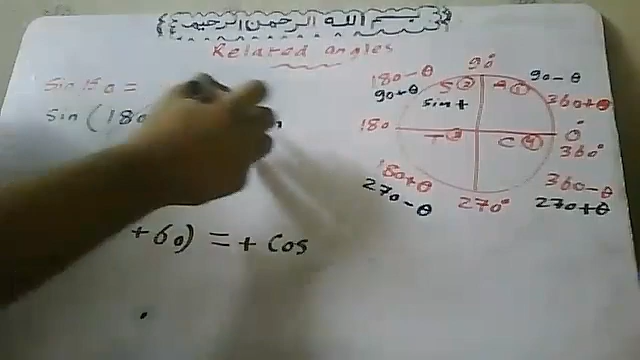 بسم الله الرحمن الرحيم
Related angles
Sin 150 =
Sin (180
+60) = + Cos
90°
180-θ
90+θ
S 2
Sin +
A 1
90-θ
360+θ
180
0°
360°
T 3
C 4
180+θ
270-θ
270°
360-θ
270+θ